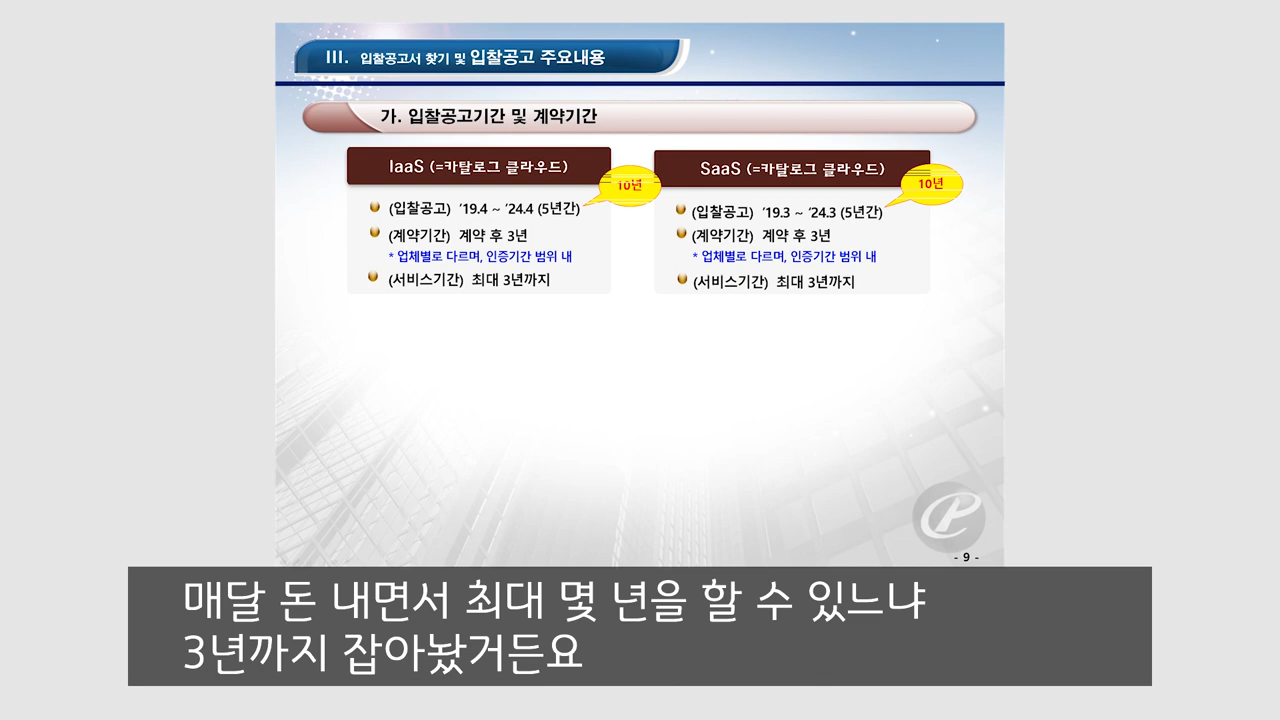 III. 입찰공고서 찾기 및 입찰공고 주요내용
가. 입찰공고기간 및 계약기간
IaaS (=카탈로그 클라우드)
10년
(입찰공고) ‘19.4 ~ ‘24.4 (5년간)
(계약기간) 계약 후 3년
* 업체별로 다르며, 인증기간 범위 내
(서비스기간) 최대 3년까지
SaaS (=카탈로그 클라우드)
10년
(입찰공고) ‘19.3 ~ ‘24.3 (5년간)
(계약기간) 계약 후 3년
* 업체별로 다르며, 인증기간 범위 내
(서비스기간) 최대 3년까지
- 9 -
매달 돈 내면서 최대 몇 년을 할 수 있느냐
3년까지 잡아놨거든요